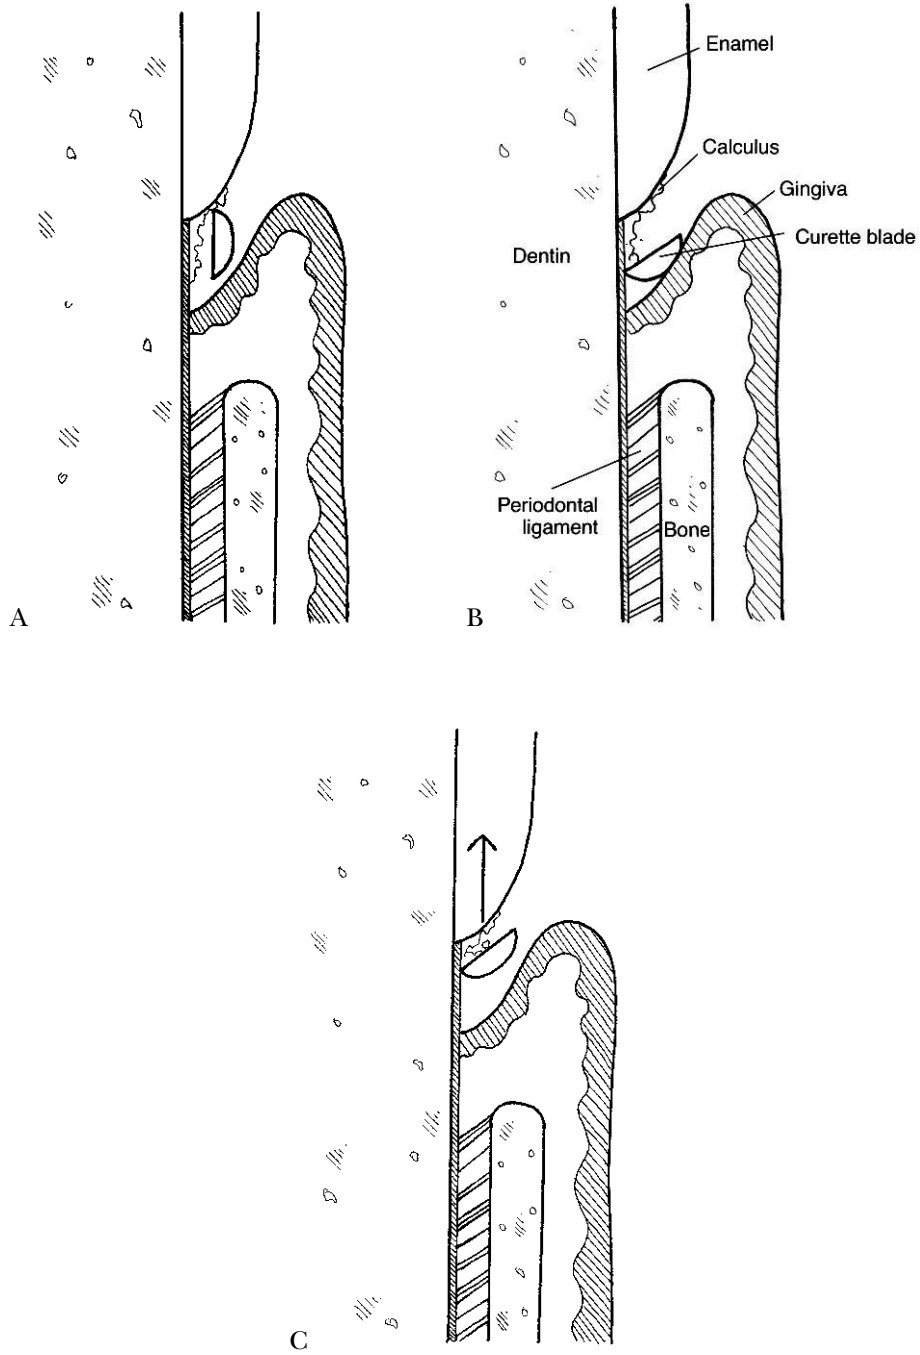 Enamel
Calculus
Gingiva
Curette blade
Dentin
Periodontal
ligament
Bone
A
B
C